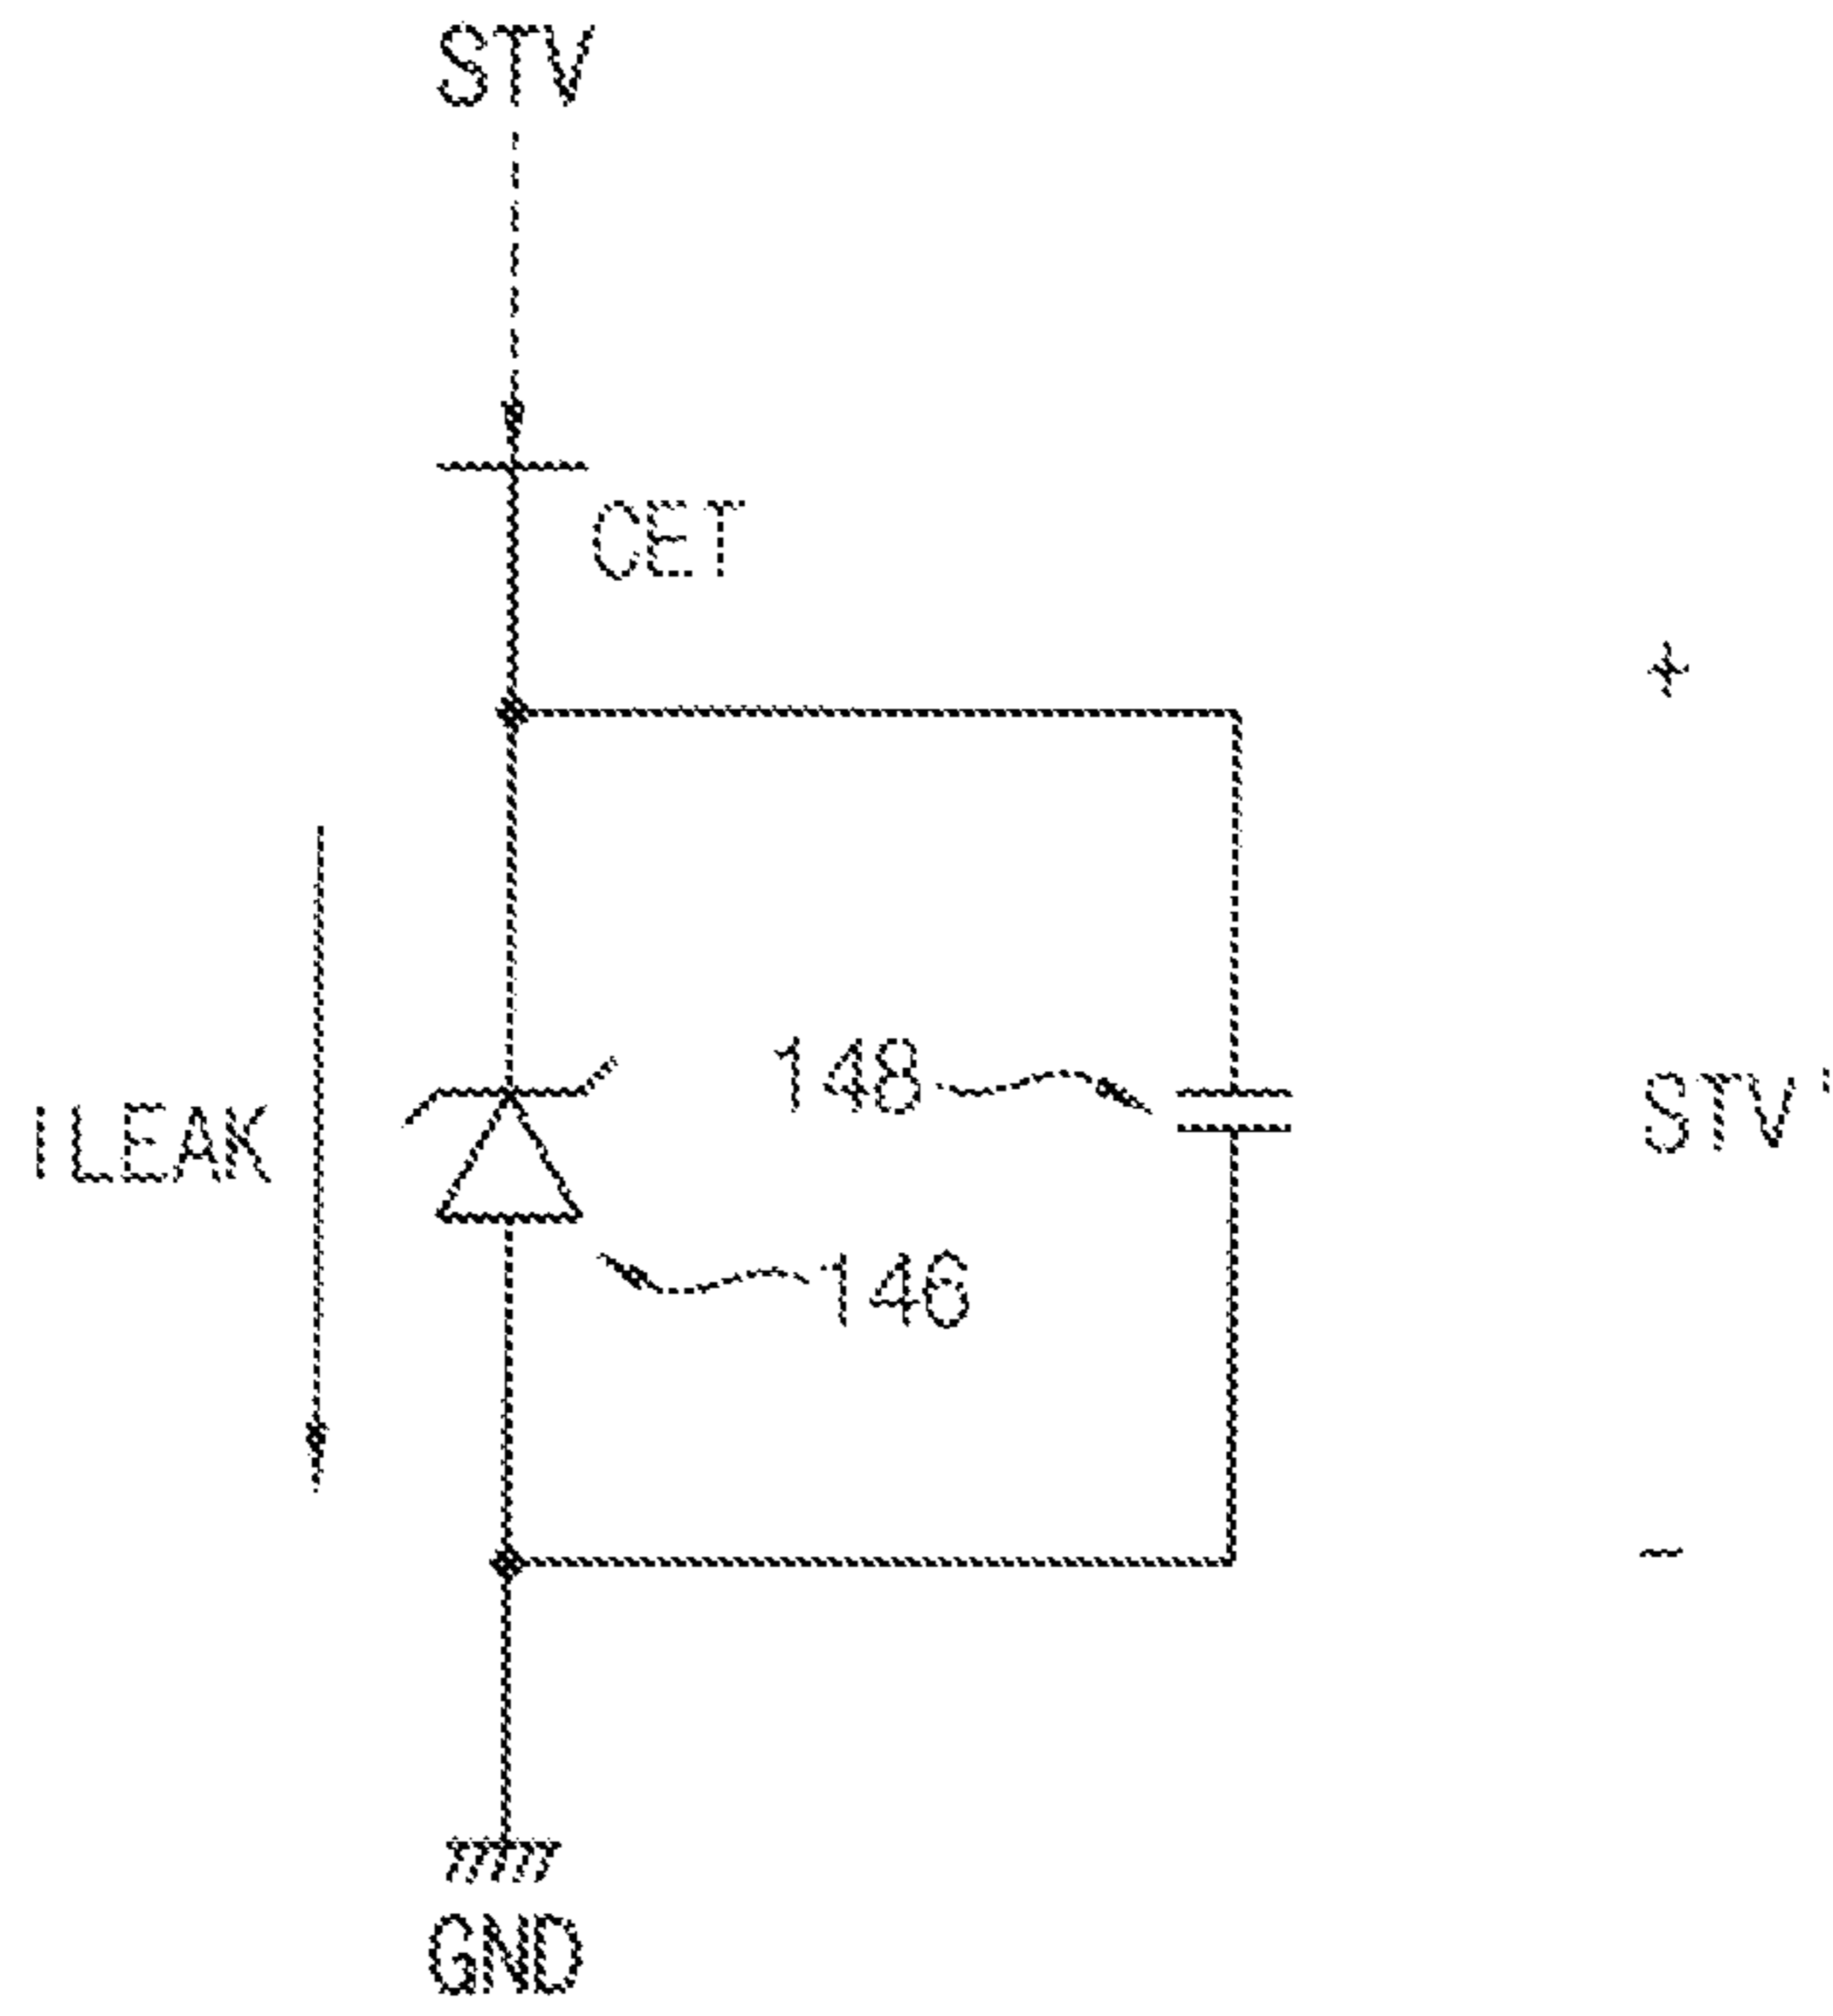 STV
CET
+
148
ILEAK
STV'
146
-
GND